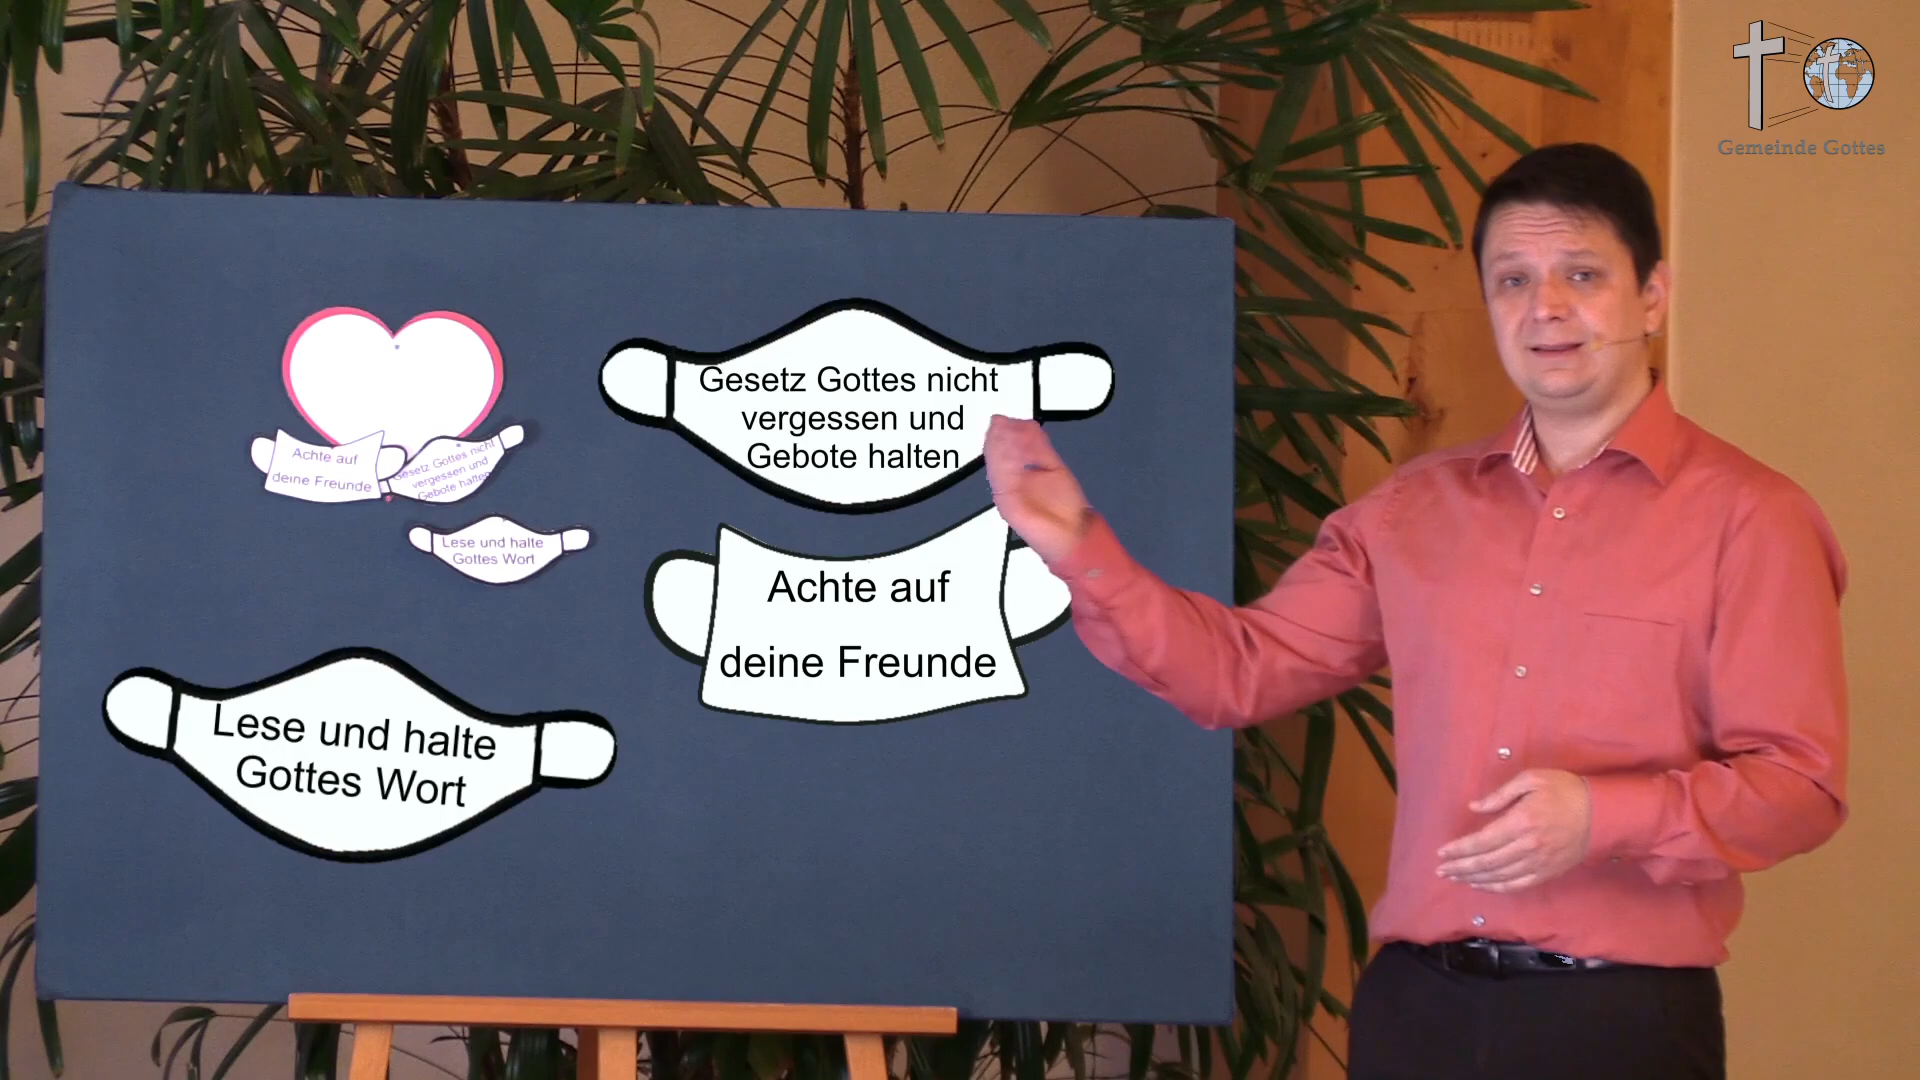 Gemeinde Gottes
Gesetz Gottes nicht
vergessen und
Gebote halten
Achte auf
deine Freunde
Gesetz Gottes nicht
vergessen und
Gebote halten
Lese und halte
Gottes Wort
Achte auf
deine Freunde
Lese und halte
Gottes Wort